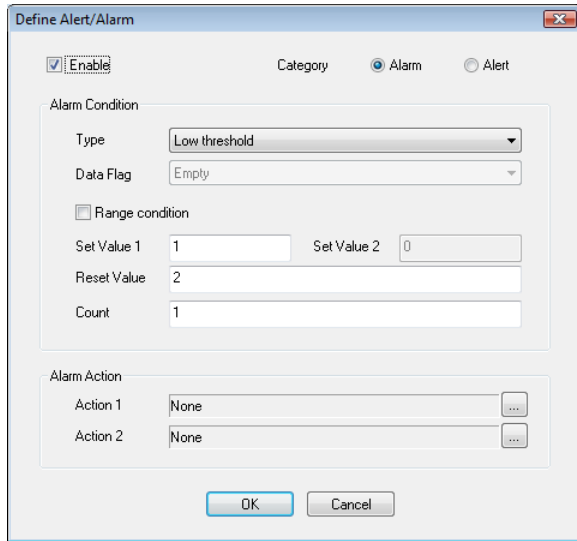 Define Alert/Alarm
Enable Category Alarm Alert
Alarm Condition
Type Low threshold
Data Flag Empty
Range condition
Set Value 1 1 Set Value 2 0
Reset Value 2
Count 1
Alarm Action
Action 1 None ...
Action 2 None ...
OK Cancel